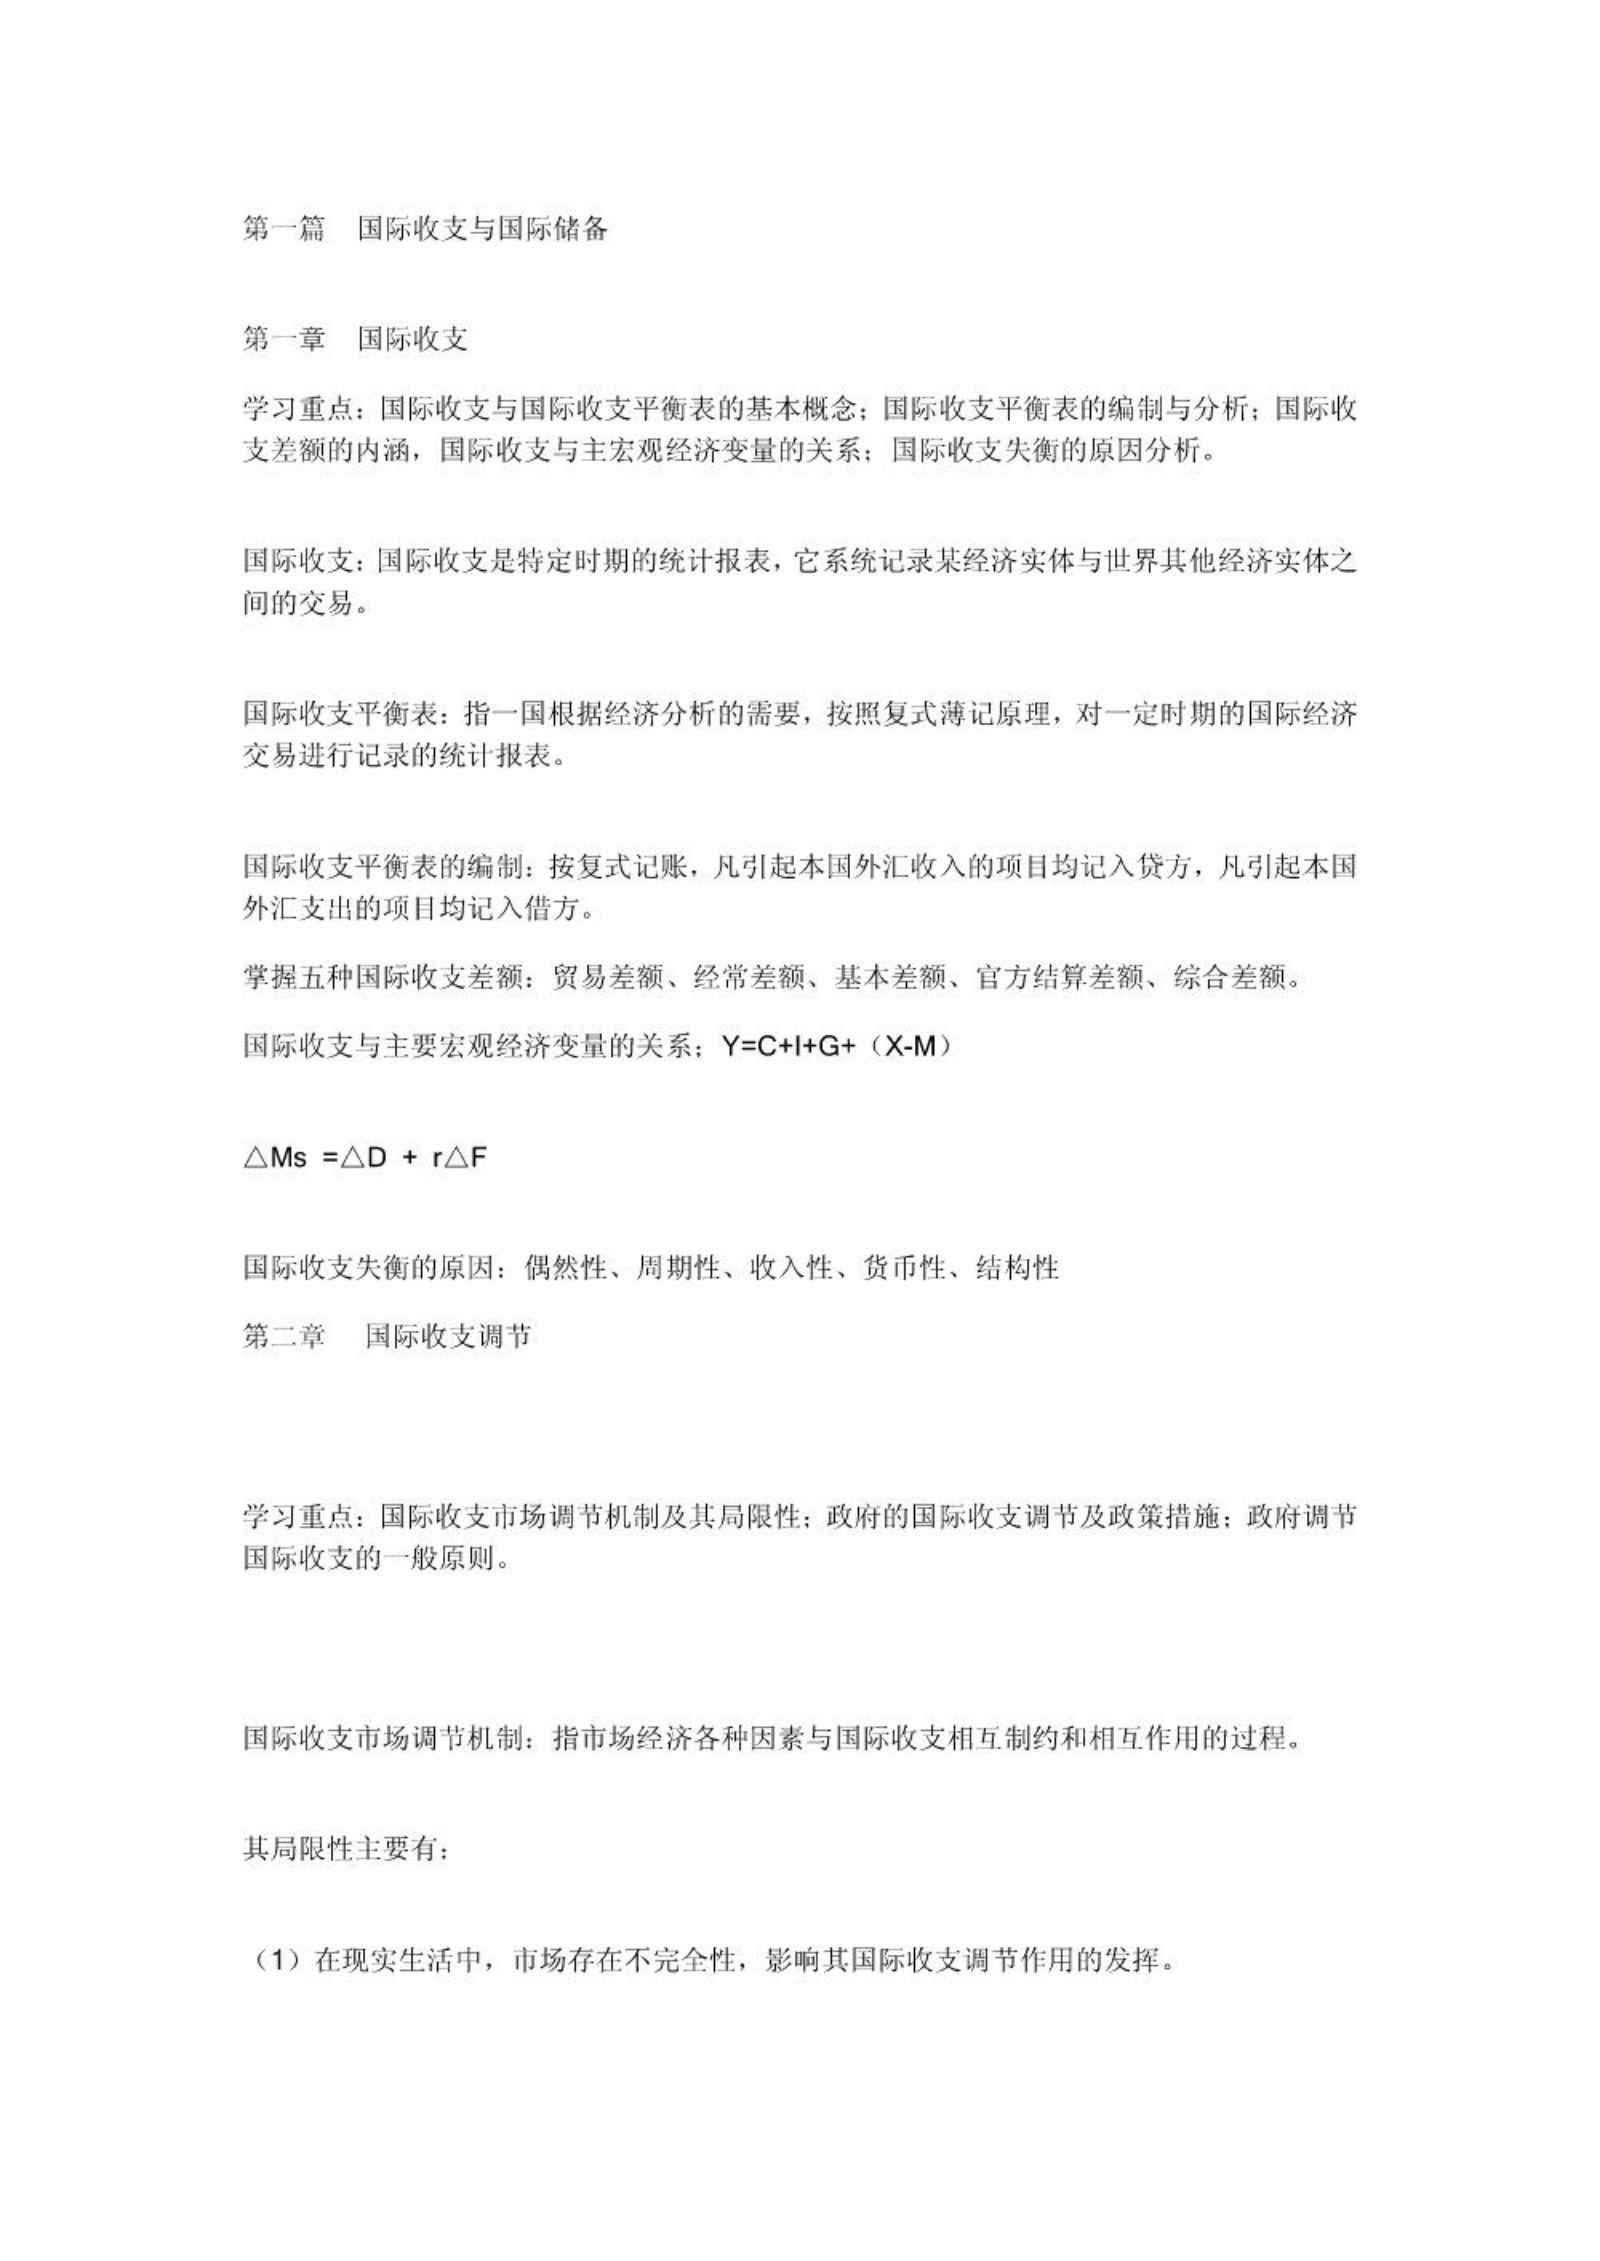 第一篇　国际收支与国际储备
第一章　国际收支
学习重点：国际收支与国际收支平衡表的基本概念；国际收支平衡表的编制与分析；国际收
支差额的内涵，国际收支与主宏观经济变量的关系；国际收支失衡的原因分析。
国际收支：国际收支是特定时期的统计报表，它系统记录某经济实体与世界其他经济实体之
间的交易。
国际收支平衡表：指一国根据经济分析的需要，按照复式薄记原理，对一定时期的国际经济
交易进行记录的统计报表。
国际收支平衡表的编制：按复式记账，凡引起本国外汇收入的项目均记入贷方，凡引起本国
外汇支出的项目均记入借方。
掌握五种国际收支差额：贸易差额、经常差额、基本差额、官方结算差额、综合差额。
国际收支与主要宏观经济变量的关系；Y=C+I+G+（X-M）
△Ms =△D + r△F
国际收支失衡的原因：偶然性、周期性、收入性、货币性、结构性
第二章　国际收支调节
学习重点：国际收支市场调节机制及其局限性；政府的国际收支调节及政策措施；政府调节
国际收支的一般原则。
国际收支市场调节机制：指市场经济各种因素与国际收支相互制约和相互作用的过程。
其局限性主要有；
（1）在现实生活中，市场存在不完全性，影响其国际收支调节作用的发挥。